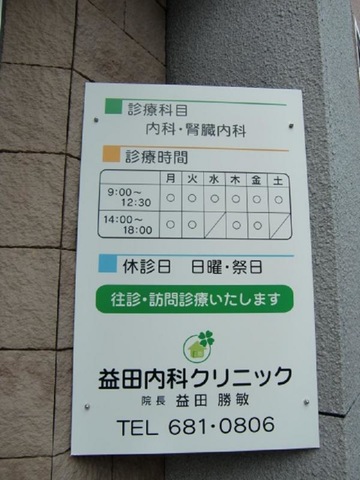 診療科目
内科・腎臓内科
診療時間
月 火 水 木 金 土
9:00～12:30 ○ ○ ○ ○ ○ ○
14:00～18:00 ○ ○ ／ ○ ○ ／
休診日 日曜・祭日
往診・訪問診療いたします
益田内科クリニック
院長 益田 勝敏
TEL 681・0806